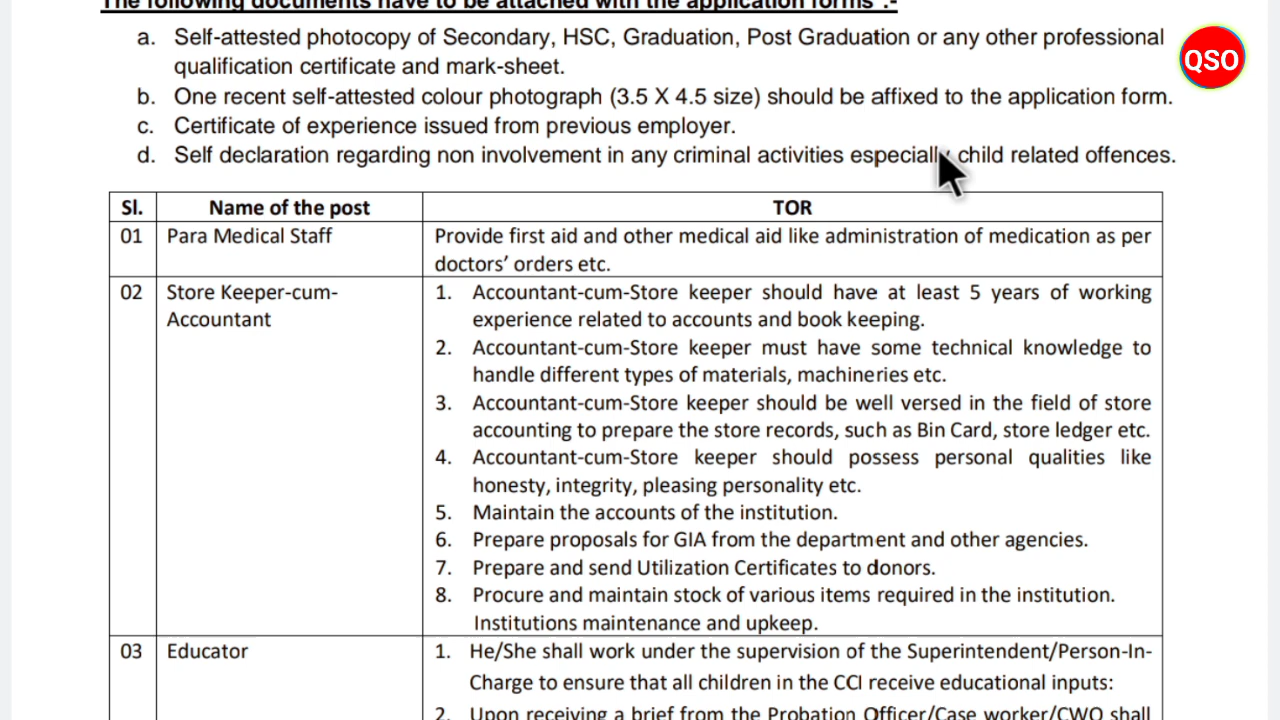 The following documents have to be attached with the application forms :-
a. Self-attested photocopy of Secondary, HSC, Graduation, Post Graduation or any other professional
qualification certificate and mark-sheet.
b. One recent self-attested colour photograph (3.5 X 4.5 size) should be affixed to the application form.
c. Certificate of experience issued from previous employer.
d. Self declaration regarding non involvement in any criminal activities especially child related offences.
QSO
Sl. Name of the post TOR
01 Para Medical Staff Provide first aid and other medical aid like administration of medication as per
doctors' orders etc.
02 Store Keeper-cum- 1. Accountant-cum-Store keeper should have at least 5 years of working
Accountant experience related to accounts and book keeping.
2. Accountant-cum-Store keeper must have some technical knowledge to
handle different types of materials, machineries etc.
3. Accountant-cum-Store keeper should be well versed in the field of store
accounting to prepare the store records, such as Bin Card, store ledger etc.
4. Accountant-cum-Store keeper should possess personal qualities like
honesty, integrity, pleasing personality etc.
5. Maintain the accounts of the institution.
6. Prepare proposals for GIA from the department and other agencies.
7. Prepare and send Utilization Certificates to donors.
8. Procure and maintain stock of various items required in the institution.
Institutions maintenance and upkeep.
03 Educator 1. He/She shall work under the supervision of the Superintendent/Person-In-
Charge to ensure that all children in the CCI receive educational inputs:
2. Upon receiving a brief from the Probation Officer/Case worker/CWO shall